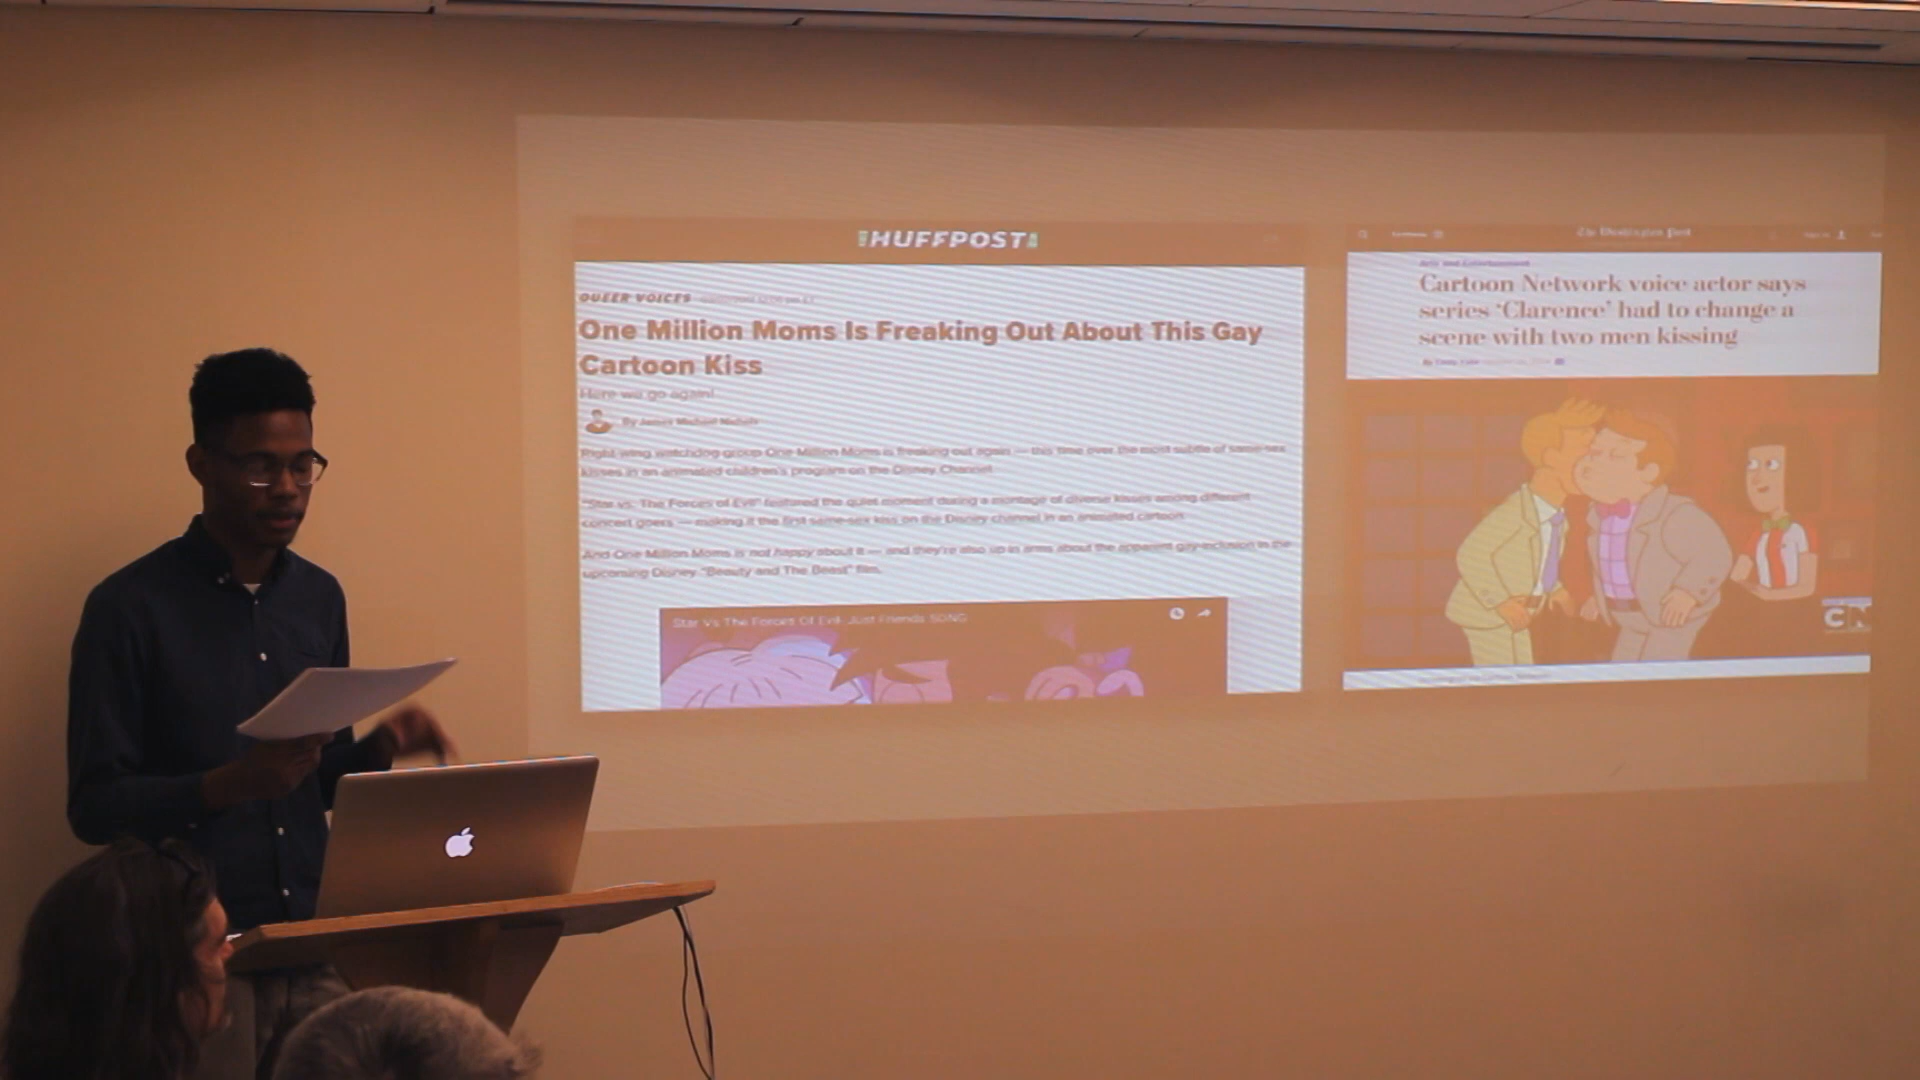 HUFFPOST
QUEER VOICES
One Million Moms Is Freaking Out About This Gay
Cartoon Kiss
Here we go again!
By James Michael Nichols
Right-wing watchdog group One Million Moms is freaking out again — this time over the most subtle of same-sex
kisses in an animated children's program on the Disney Channel.
"Star vs. The Forces of Evil" featured the quiet moment during a montage of diverse kisses among different
concert goers — making it the first same-sex kiss on the Disney channel in an animated cartoon.
And One Million Moms is not happy about it — and they're also up in arms about the apparent gay-inclusion in the
upcoming Disney "Beauty and The Beast" film.
Star Vs The Forces Of Evil Just Friends SONG
The Washington Post
Arts and Entertainment
Cartoon Network voice actor says
series 'Clarence' had to change a
scene with two men kissing
CN